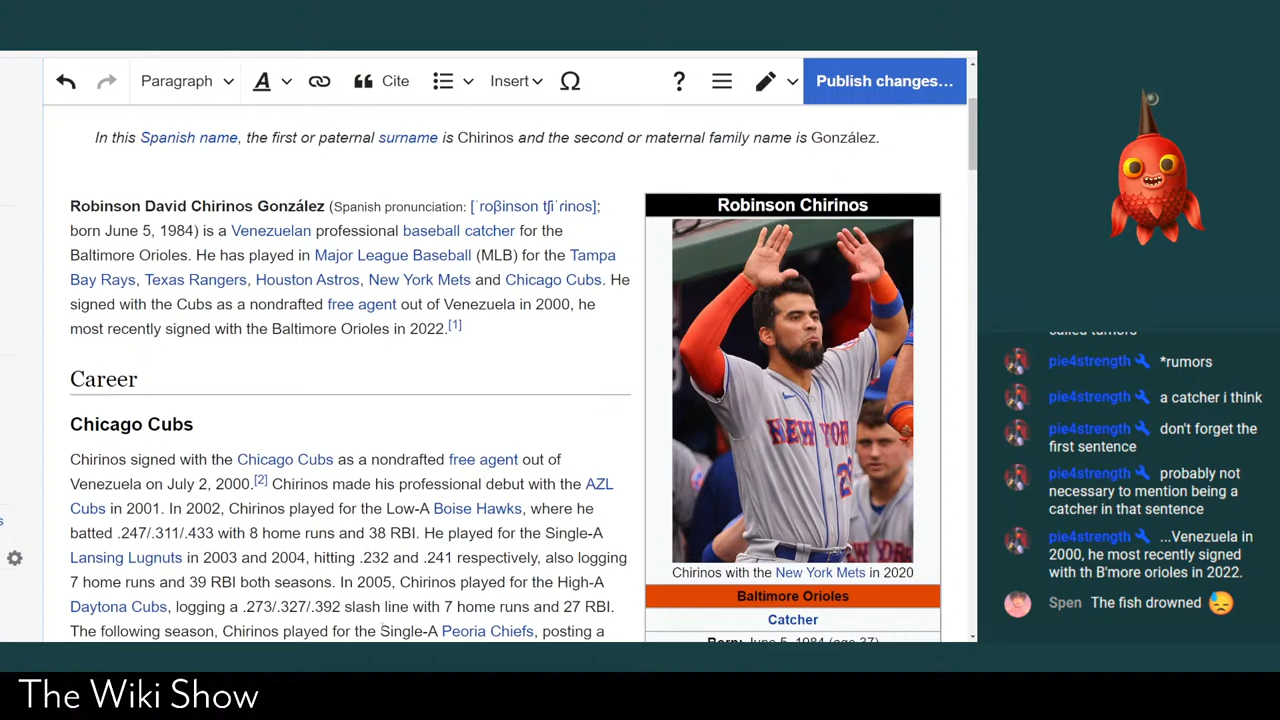 Paragraph
A
Cite
Insert
Ω
?
Publish changes...
In this Spanish name, the first or paternal surname is Chirinos and the second or maternal family name is González.
Robinson David Chirinos González (Spanish pronunciation: [ˈroβinson tʃiˈrinos];
born June 5, 1984) is a Venezuelan professional baseball catcher for the
Baltimore Orioles. He has played in Major League Baseball (MLB) for the Tampa
Bay Rays, Texas Rangers, Houston Astros, New York Mets and Chicago Cubs. He
signed with the Cubs as a nondrafted free agent out of Venezuela in 2000, he
most recently signed with the Baltimore Orioles in 2022.[1]
Career
Chicago Cubs
Chirinos signed with the Chicago Cubs as a nondrafted free agent out of
Venezuela on July 2, 2000.[2] Chirinos made his professional debut with the AZL
Cubs in 2001. In 2002, Chirinos played for the Low-A Boise Hawks, where he
batted .247/.311/.433 with 8 home runs and 38 RBI. He played for the Single-A
Lansing Lugnuts in 2003 and 2004, hitting .232 and .241 respectively, also logging
7 home runs and 39 RBI both seasons. In 2005, Chirinos played for the High-A
Daytona Cubs, logging a .273/.327/.392 slash line with 7 home runs and 27 RBI.
The following season, Chirinos played for the Single-A Peoria Chiefs, posting a
Robinson Chirinos
NEW YORK
Chirinos with the New York Mets in 2020
Baltimore Orioles
Catcher
Born: June 5, 1984 (age 37)
called tumors
pie4strength *rumors
pie4strength a catcher i think
pie4strength don't forget the
first sentence
pie4strength probably not
necessary to mention being a
catcher in that sentence
pie4strength ...Venezuela in
2000, he most recently signed
with th B'more orioles in 2022.
Spen The fish drowned 😓
The Wiki Show